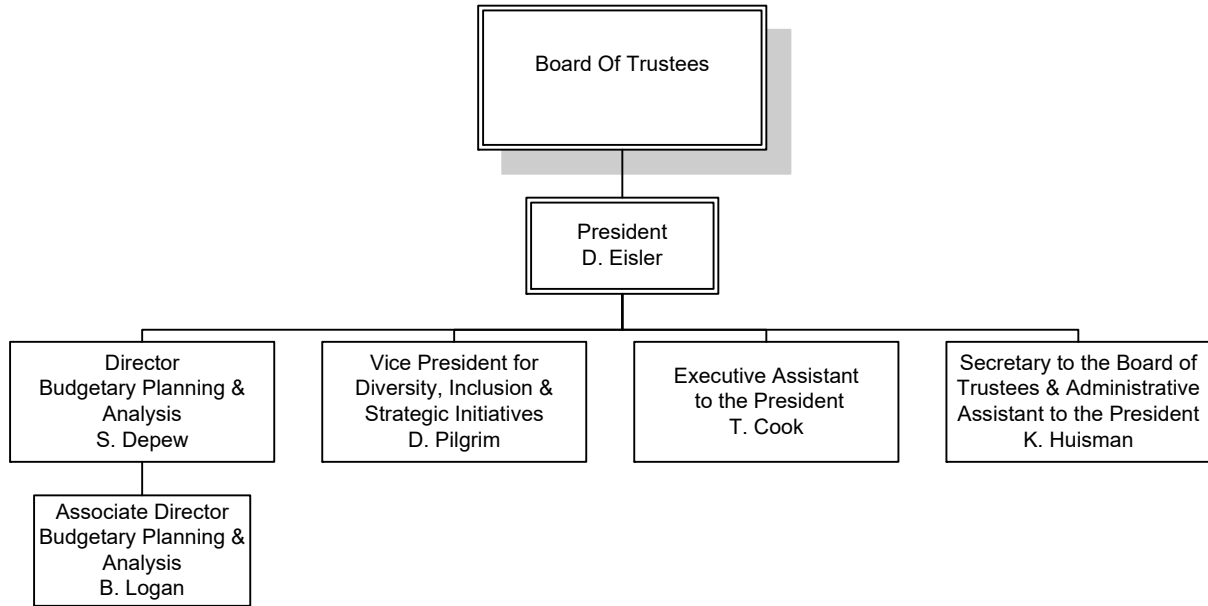 Board Of Trustees
President
D. Eisler
Director
Budgetary Planning &
Analysis
S. Depew
Vice President for
Diversity, Inclusion &
Strategic Initiatives
D. Pilgrim
Executive Assistant
to the President
T. Cook
Secretary to the Board of
Trustees & Administrative
Assistant to the President
K. Huisman
Associate Director
Budgetary Planning &
Analysis
B. Logan